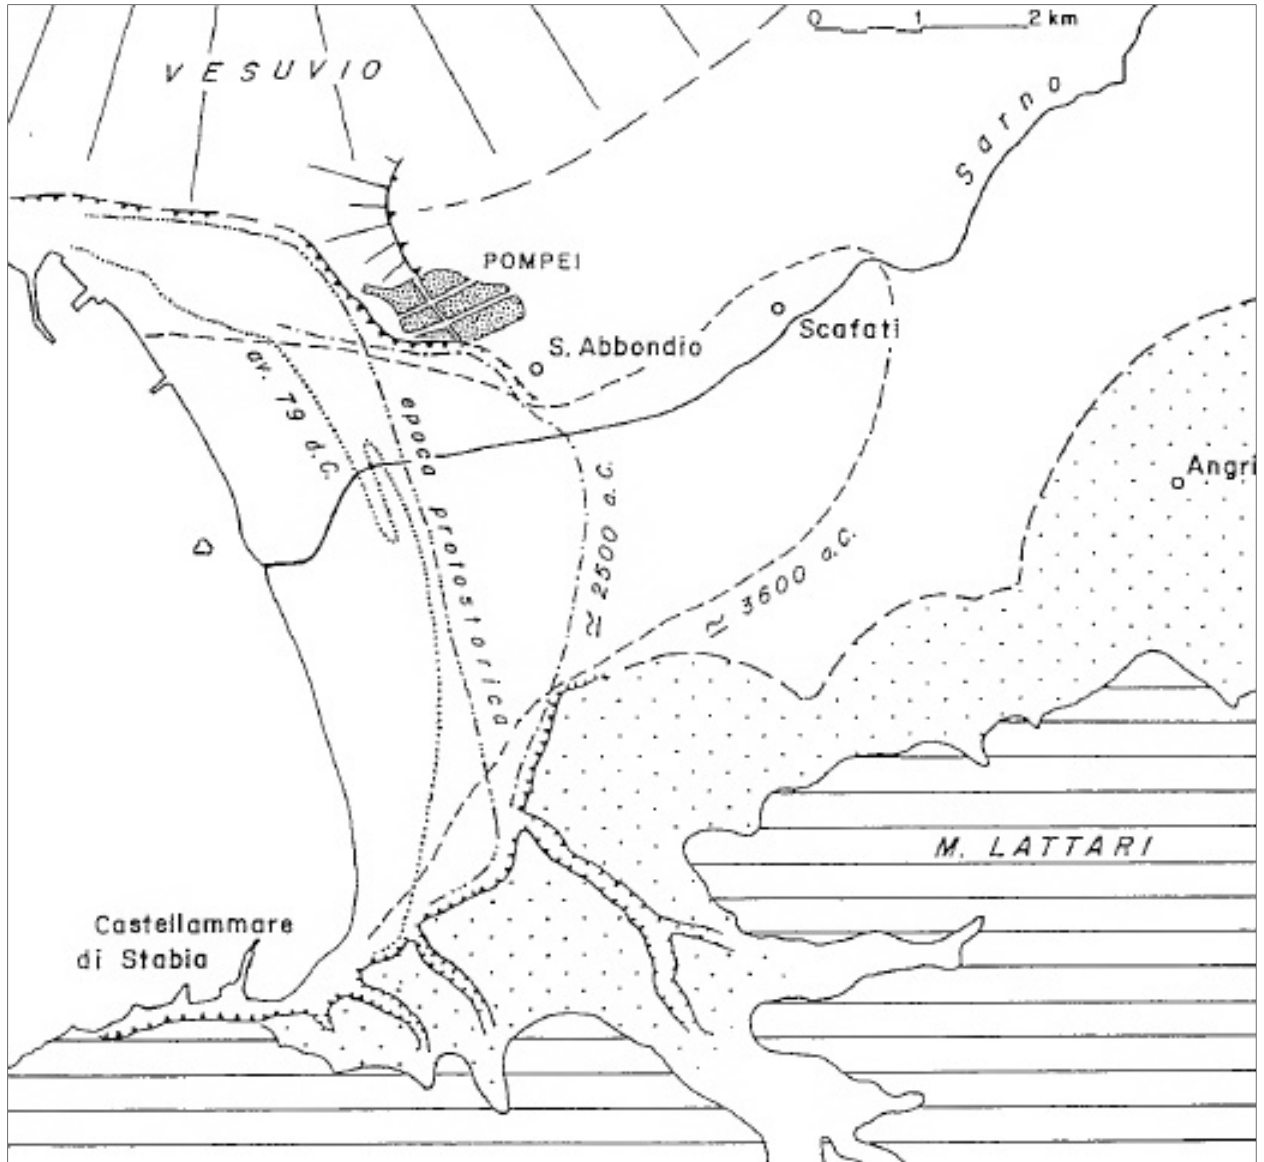 0 1 2 km
VESUVIO
Sarno
POMPEI
S. Abbondio
Scafati
av. 79 d.C.
epoca protostorica
≃ 2500 a.C.
≃ 3600 a.C.
Angri
M. LATTARI
Castellammare
di Stabia